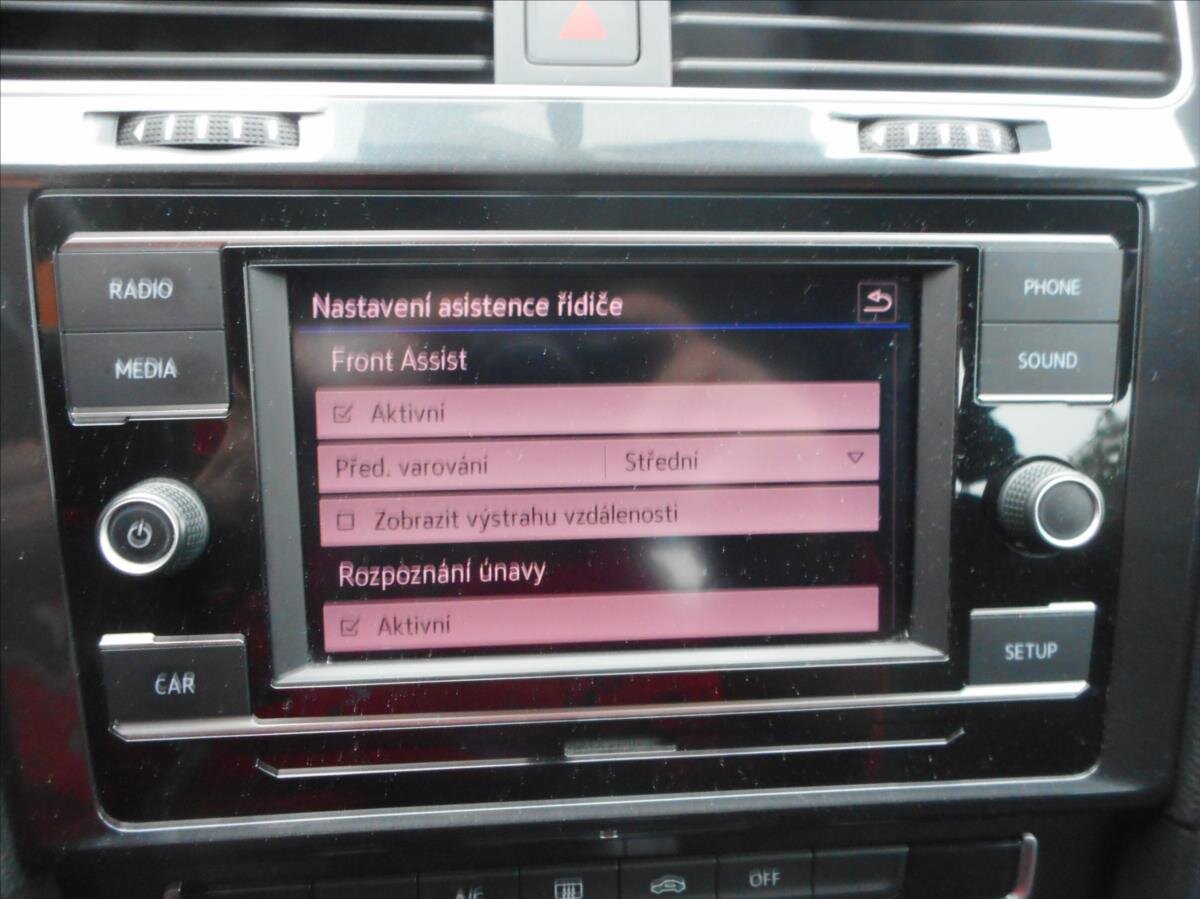 RADIO
MEDIA
CAR
Nastavení asistence řidiče
Front Assist
Aktivní
Před. varování Střední
Zobrazit výstrahu vzdálenosti
Rozpoznání únavy
Aktivní
PHONE
SOUND
SETUP
OFF